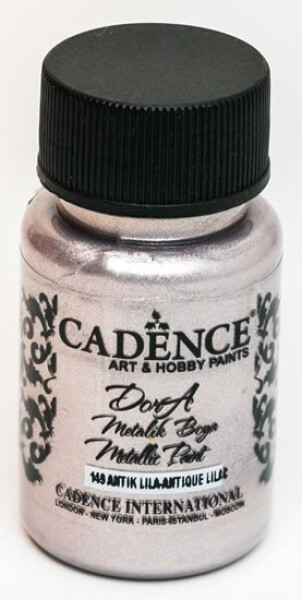 CADENCE®
ART & HOBBY PAINTS
DorA
Metalik Boya
Metallic Paint
149 ANTIK LILA-ANTIQUE LILAC
CADENCE INTERNATIONAL
LONDON - NEW YORK - PARIS-ISTANBUL - MOSCOW